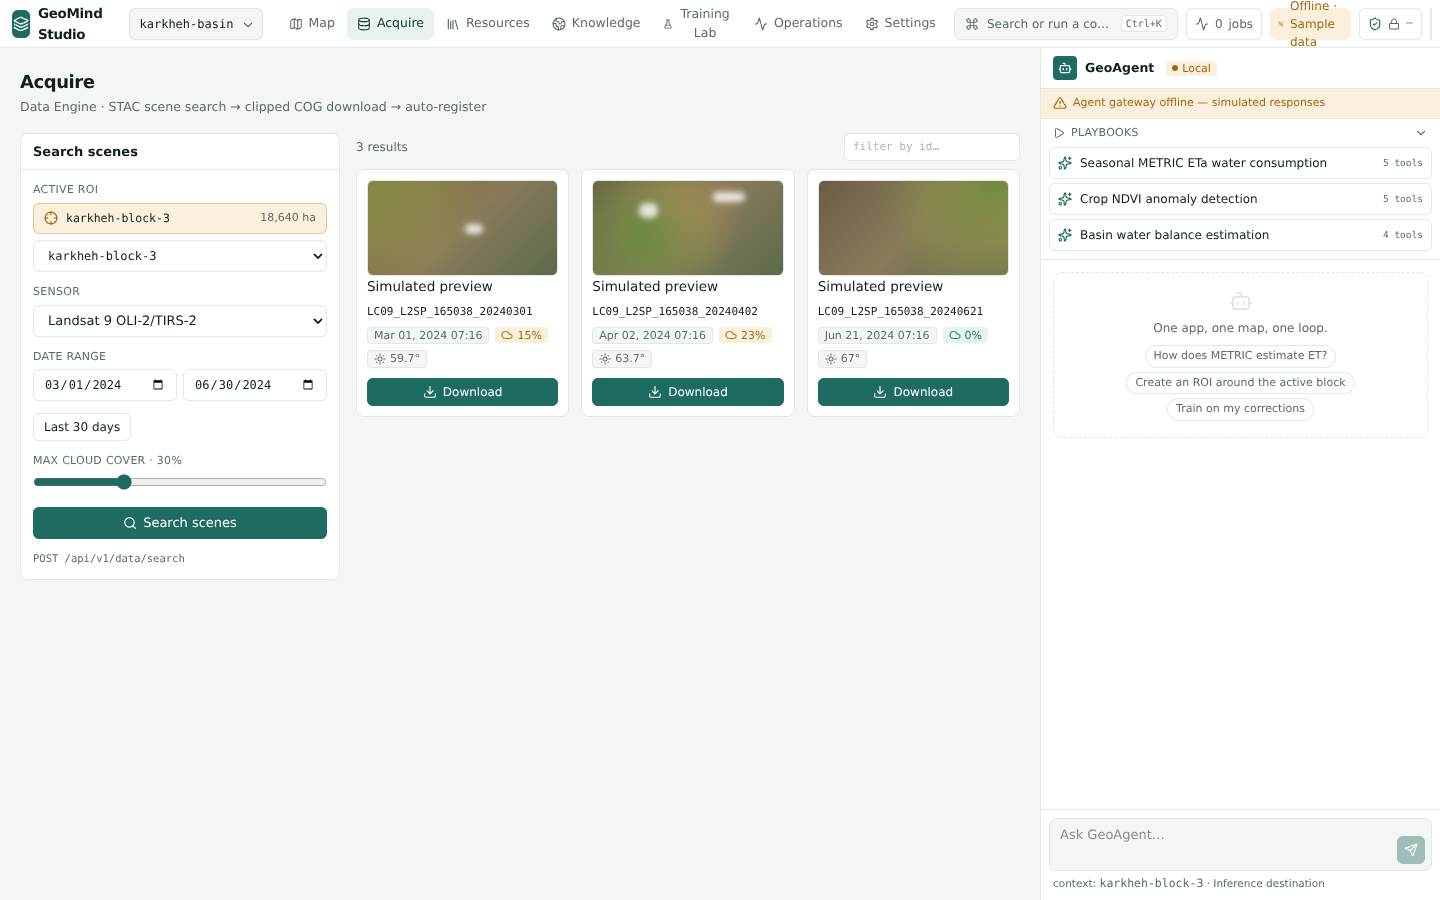 GeoMind
Studio
karkheh-basin
Map
Acquire
Resources
Knowledge
Training
Lab
Operations
Settings
Search or run a co...
Ctrl+K
0 jobs
Offline ·
Sample
data
—
Acquire
Data Engine · STAC scene search → clipped COG download → auto-register
Search scenes
ACTIVE ROI
karkheh-block-3 18,640 ha
karkheh-block-3
SENSOR
Landsat 9 OLI-2/TIRS-2
DATE RANGE
03/01/2024 06/30/2024
Last 30 days
MAX CLOUD COVER · 30%
Search scenes
POST /api/v1/data/search
3 results
filter by id…
Simulated preview
LC09_L2SP_165038_20240301
Mar 01, 2024 07:16 15%
59.7°
Download
Simulated preview
LC09_L2SP_165038_20240402
Apr 02, 2024 07:16 23%
63.7°
Download
Simulated preview
LC09_L2SP_165038_20240621
Jun 21, 2024 07:16 0%
67°
Download
GeoAgent Local
Agent gateway offline — simulated responses
PLAYBOOKS
Seasonal METRIC ETa water consumption 5 tools
Crop NDVI anomaly detection 5 tools
Basin water balance estimation 4 tools
One app, one map, one loop.
How does METRIC estimate ET?
Create an ROI around the active block
Train on my corrections
Ask GeoAgent…
context: karkheh-block-3 · Inference destination